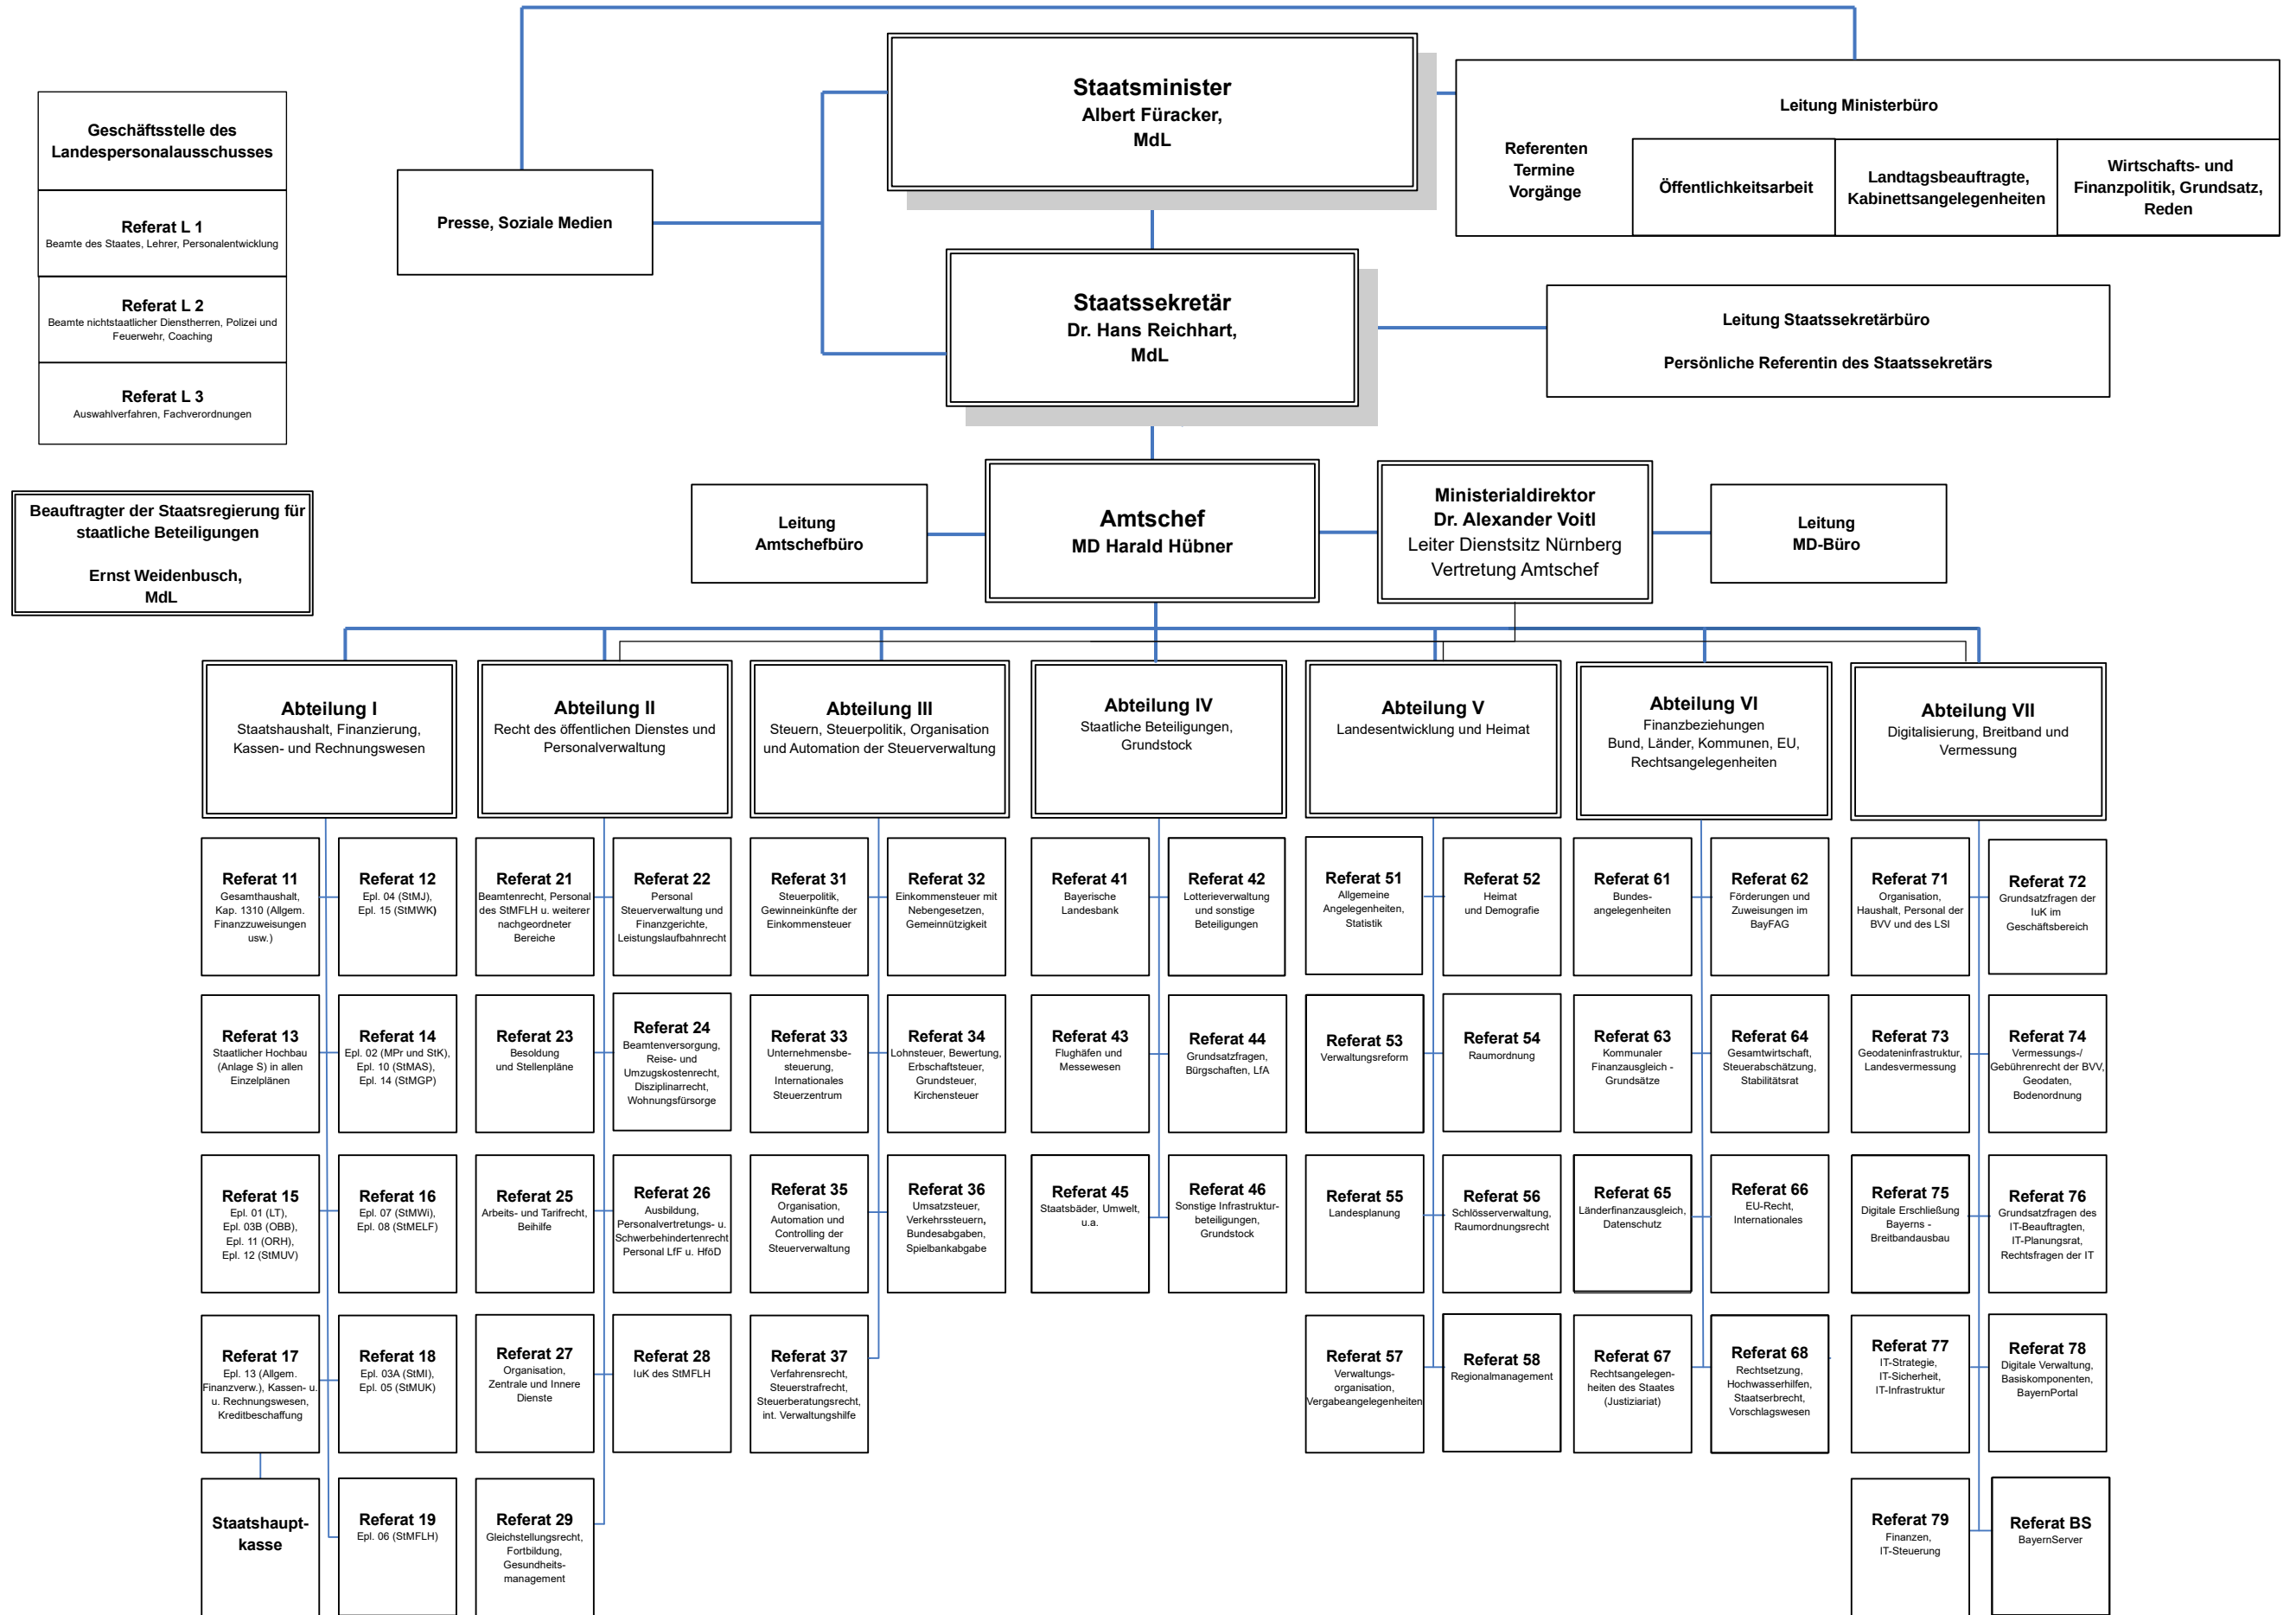 Geschäftsstelle des
Landespersonalausschusses
Referat L 1
Beamte des Staates, Lehrer, Personalentwicklung
Referat L 2
Beamte nichtstaatlicher Dienstherren, Polizei und
Feuerwehr, Coaching
Referat L 3
Auswahlverfahren, Fachverordnungen
Beauftragter der Staatsregierung für
staatliche Beteiligungen
Ernst Weidenbusch,
MdL
Presse, Soziale Medien
Staatsminister
Albert Füracker,
MdL
Leitung Ministerbüro
Referenten
Termine
Vorgänge
Öffentlichkeitsarbeit
Landtagsbeauftragte,
Kabinettsangelegenheiten
Wirtschafts- und
Finanzpolitik, Grundsatz,
Reden
Staatssekretär
Dr. Hans Reichhart,
MdL
Leitung Staatssekretärbüro
Persönliche Referentin des Staatssekretärs
Leitung
Amtschefbüro
Amtschef
MD Harald Hübner
Ministerialdirektor
Dr. Alexander Voitl
Leiter Dienstsitz Nürnberg
Vertretung Amtschef
Leitung
MD-Büro
Abteilung I
Staatshaushalt, Finanzierung,
Kassen- und Rechnungswesen
Abteilung II
Recht des öffentlichen Dienstes und
Personalverwaltung
Abteilung III
Steuern, Steuerpolitik, Organisation
und Automation der Steuerverwaltung
Abteilung IV
Staatliche Beteiligungen,
Grundstock
Abteilung V
Landesentwicklung und Heimat
Abteilung VI
Finanzbeziehungen
Bund, Länder, Kommunen, EU,
Rechtsangelegenheiten
Abteilung VII
Digitalisierung, Breitband und
Vermessung
Referat 11
Gesamthaushalt,
Kap. 1310 (Allgem.
Finanzzuweisungen
usw.)
Referat 12
Epl. 04 (StMJ),
Epl. 15 (StMWK)
Referat 21
Beamtenrecht, Personal
des StMFLH u. weiterer
nachgeordneter
Bereiche
Referat 22
Personal
Steuerverwaltung und
Finanzgerichte,
Leistungslaufbahnrecht
Referat 31
Steuerpolitik,
Gewinneinkünfte der
Einkommensteuer
Referat 32
Einkommensteuer mit
Nebengesetzen,
Gemeinnützigkeit
Referat 41
Bayerische
Landesbank
Referat 42
Lotterieverwaltung
und sonstige
Beteiligungen
Referat 51
Allgemeine
Angelegenheiten,
Statistik
Referat 52
Heimat
und Demografie
Referat 61
Bundes-
angelegenheiten
Referat 62
Förderungen und
Zuweisungen im
BayFAG
Referat 71
Organisation,
Haushalt, Personal der
BVV und des LSI
Referat 72
Grundsatzfragen der
IuK im
Geschäftsbereich
Referat 13
Staatlicher Hochbau
(Anlage S) in allen
Einzelplänen
Referat 14
Epl. 02 (MPr und StK),
Epl. 10 (StMAS),
Epl. 14 (StMGP)
Referat 23
Besoldung
und Stellenpläne
Referat 24
Beamtenversorgung,
Reise- und
Umzugskostenrecht,
Disziplinarrecht,
Wohnungsfürsorge
Referat 33
Unternehmensbe-
steuerung,
Internationales
Steuerzentrum
Referat 34
Lohnsteuer, Bewertung,
Erbschaftsteuer,
Grundsteuer,
Kirchensteuer
Referat 43
Flughäfen und
Messewesen
Referat 44
Grundsatzfragen,
Bürgschaften, LfA
Referat 53
Verwaltungsreform
Referat 54
Raumordnung
Referat 63
Kommunaler
Finanzausgleich -
Grundsätze
Referat 64
Gesamtwirtschaft,
Steuerabschätzung,
Stabilitätsrat
Referat 73
Geodateninfrastruktur,
Landesvermessung
Referat 74
Vermessungs-/
Gebührenrecht der BVV,
Geodaten,
Bodenordnung
Referat 15
Epl. 01 (LT),
Epl. 03B (OBB),
Epl. 11 (ORH),
Epl. 12 (StMUV)
Referat 16
Epl. 07 (StMWi)
Epl. 08 (StMELF)
Referat 25
Arbeits- und Tarifrecht,
Beihilfe
Referat 26
Ausbildung,
Personalvertretungs- u.
Schwerbehindertenrecht
Personal LfF u. HföD
Referat 35
Organisation,
Automation und
Controlling der
Steuerverwaltung
Referat 36
Umsatzsteuer,
Verkehrssteuern,
Bundesabgaben,
Spielbankabgabe
Referat 45
Staatsbäder, Umwelt,
u.a.
Referat 46
Sonstige Infrastruktur-
beteiligungen,
Grundstock
Referat 55
Landesplanung
Referat 56
Schlösserverwaltung,
Raumordnungsrecht
Referat 65
Länderfinanzausgleich,
Datenschutz
Referat 66
EU-Recht,
Internationales
Referat 75
Digitale Erschließung
Bayerns -
Breitbandausbau
Referat 76
Grundsatzfragen des
IT-Beauftragten,
IT-Planungsrat,
Rechtsfragen der IT
Referat 17
Epl. 13 (Allgem.
Finanzverw.), Kassen- u.
u. Rechnungswesen,
Kreditbeschaffung
Referat 18
Epl. 03A (StMI),
Epl. 05 (StMUK)
Referat 27
Organisation,
Zentrale und Innere
Dienste
Referat 28
IuK des StMFLH
Referat 37
Verfahrensrecht,
Steuerstrafrecht,
Steuerberatungsrecht,
int. Verwaltungshilfe
Referat 57
Verwaltungs-
organisation,
Vergabeangelegenheiten
Referat 58
Regionalmanagement
Referat 67
Rechtsangelegen-
heiten des Staates
(Justiziariat)
Referat 68
Rechtsetzung,
Hochwasserhilfen,
Staatserbrecht,
Vorschlagswesen
Referat 77
IT-Strategie,
IT-Sicherheit,
IT-Infrastruktur
Referat 78
Digitale Verwaltung,
Basiskomponenten,
BayernPortal
Staatshaupt-
kasse
Referat 19
Epl. 06 (StMFLH)
Referat 29
Gleichstellungsrecht,
Fortbildung,
Gesundheits-
management
Referat 79
Finanzen,
IT-Steuerung
Referat BS
BayernServer